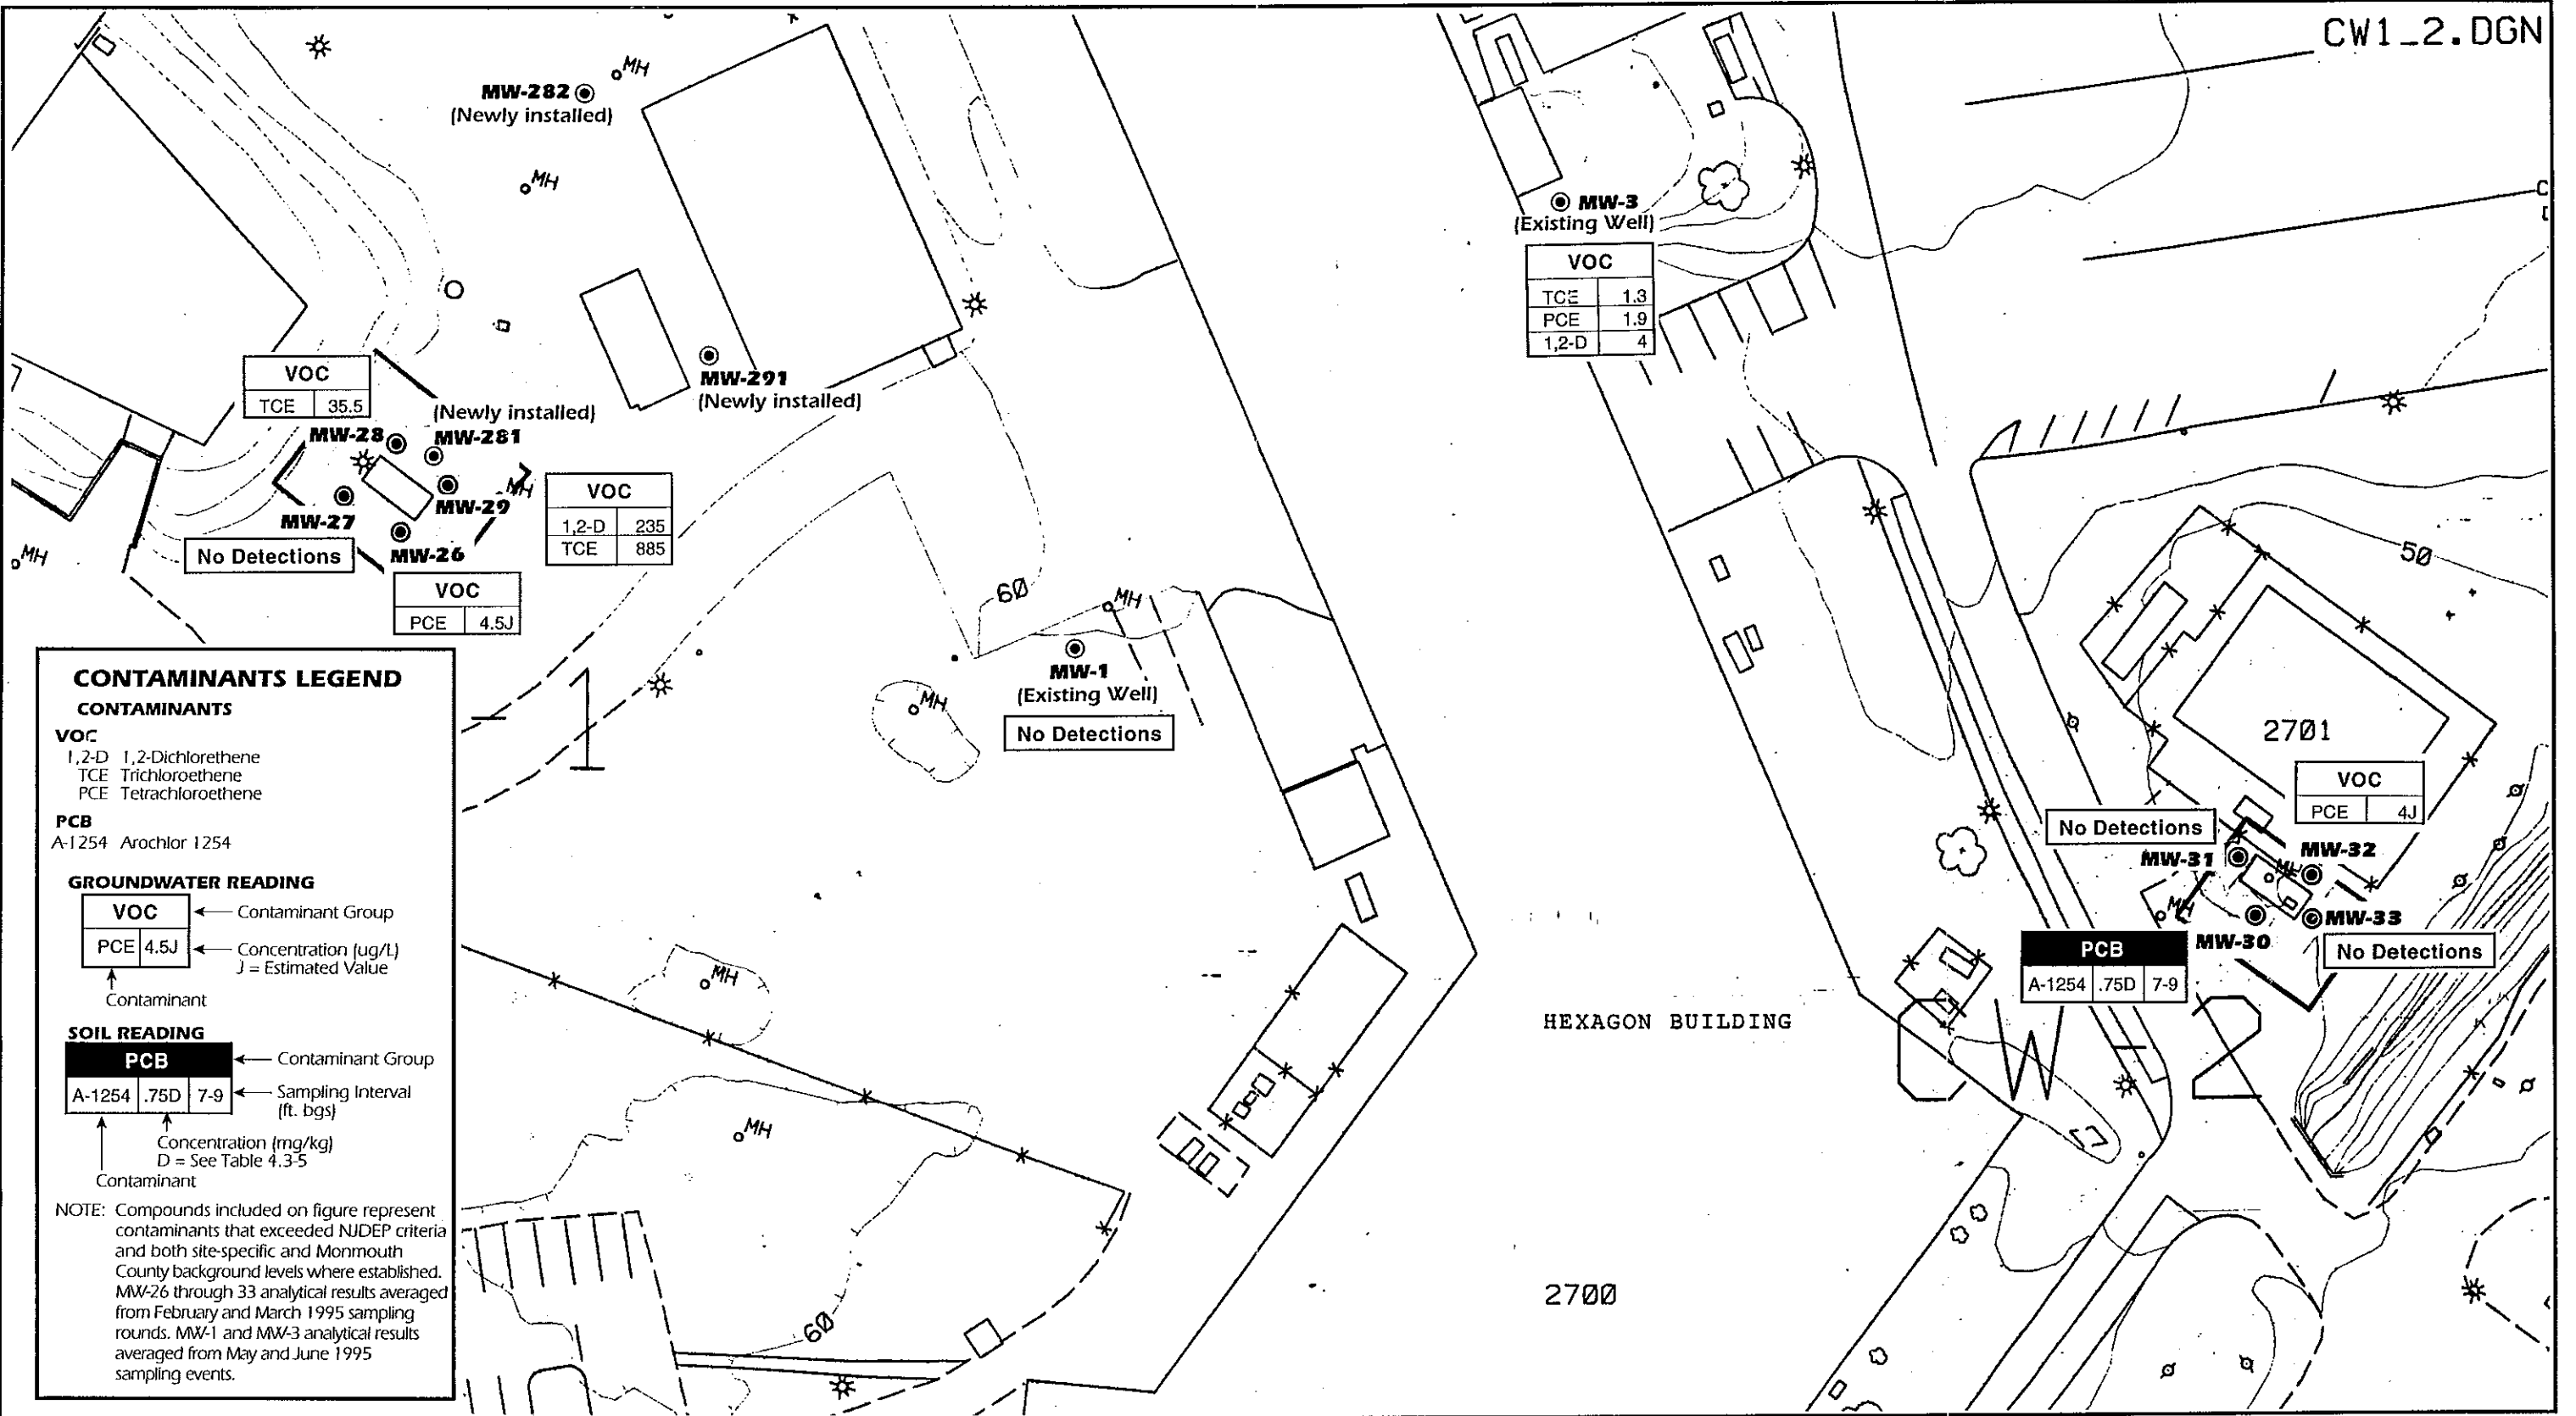 CW1_2.DGN
MH
MW-282
(Newly installed)
MH
MW-3
(Existing Well)
VOC
TCE 1.3
PCE 1.9
1,2-D 4
MW-291
(Newly installed)
VOC
TCE 35.5
(Newly installed)
MW-28
MW-281
MH
MW-29
MW-27
MW-26
No Detections
VOC
1,2-D 235
TCE 885
VOC
PCE 4.5J
MH
60
MH
MW-1
(Existing Well)
No Detections
MH
-1
50
2701
VOC
PCE 4J
No Detections
MW-31
MW-32
MH
MW-33
MW-30
No Detections
PCB
A-1254 .75D 7-9
CW-2
HEXAGON BUILDING
2700
MH
MH
60
CONTAMINANTS LEGEND
CONTAMINANTS
VOC
1,2-D 1,2-Dichlorethene
TCE Trichloroethene
PCE Tetrachloroethene
PCB
A-1254 Arochlor 1254
GROUNDWATER READING
VOC
Contaminant Group
PCE 4.5J
Concentration (ug/L)
J = Estimated Value
Contaminant
SOIL READING
PCB
Contaminant Group
A-1254 .75D 7-9
Sampling Interval
(ft. bgs)
Concentration (mg/kg)
D = See Table 4.3-5
Contaminant
NOTE: Compounds included on figure represent
contaminants that exceeded NJDEP criteria
and both site-specific and Monmouth
County background levels where established.
MW-26 through 33 analytical results averaged
from February and March 1995 sampling
rounds. MW-1 and MW-3 analytical results
averaged from May and June 1995
sampling events.